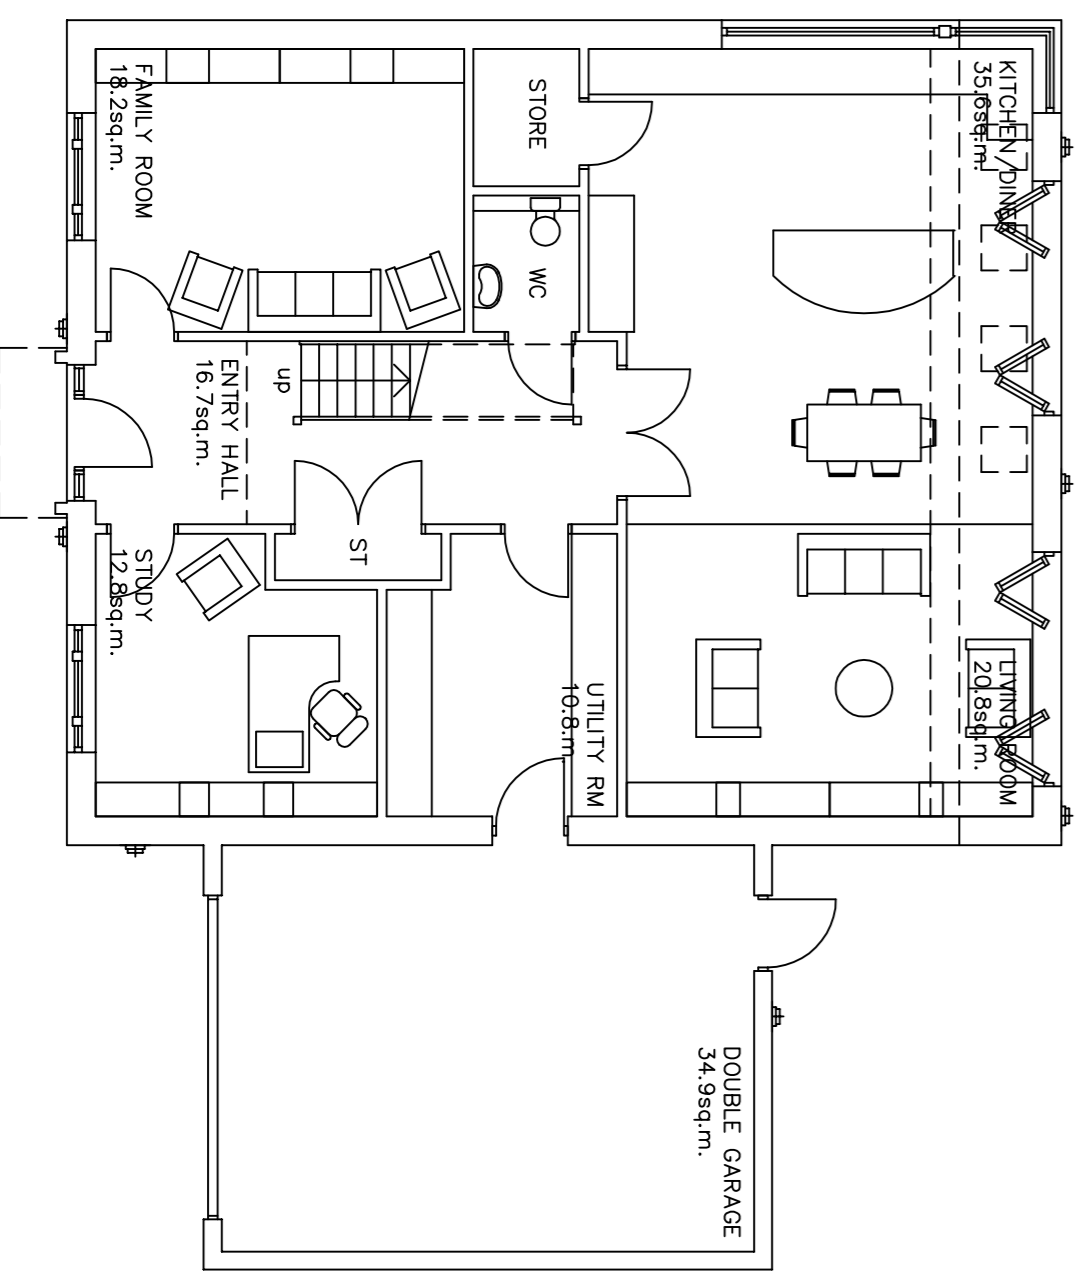 KITCHEN/DINER
35.6sq.m.
LIVING ROOM
20.8sq.m.
DOUBLE GARAGE
34.9sq.m.
STORE
WC
UTILITY RM
10.8.m.
ST
up
ENTRY HALL
16.7sq.m.
FAMILY ROOM
18.2sq.m.
STUDY
12.8sq.m.